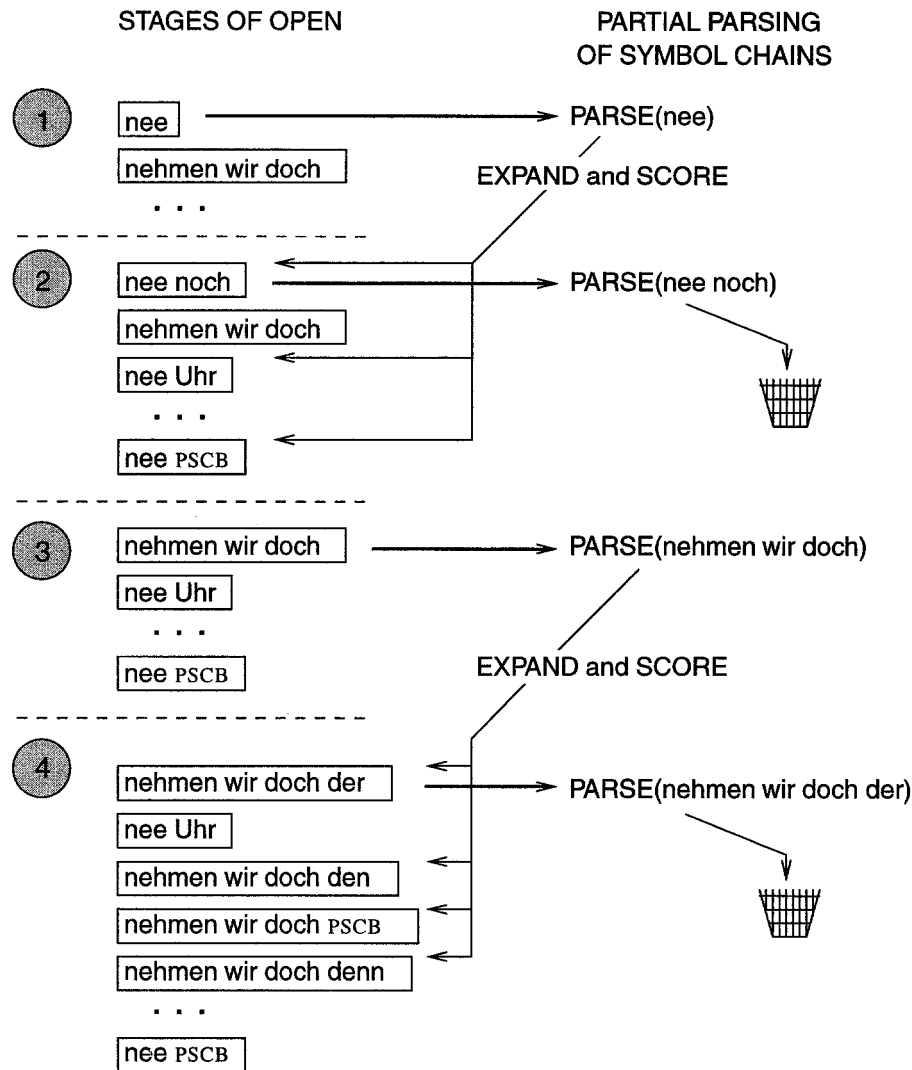 STAGES OF OPEN
PARTIAL PARSING
OF SYMBOL CHAINS
1
nee
PARSE(nee)
nehmen wir doch
EXPAND and SCORE
. . .
2
nee noch
PARSE(nee noch)
nehmen wir doch
nee Uhr
. . .
nee PSCB
3
nehmen wir doch
PARSE(nehmen wir doch)
nee Uhr
. . .
nee PSCB
EXPAND and SCORE
4
nehmen wir doch der
PARSE(nehmen wir doch der)
nee Uhr
nehmen wir doch den
nehmen wir doch PSCB
nehmen wir doch denn
. . .
nee PSCB